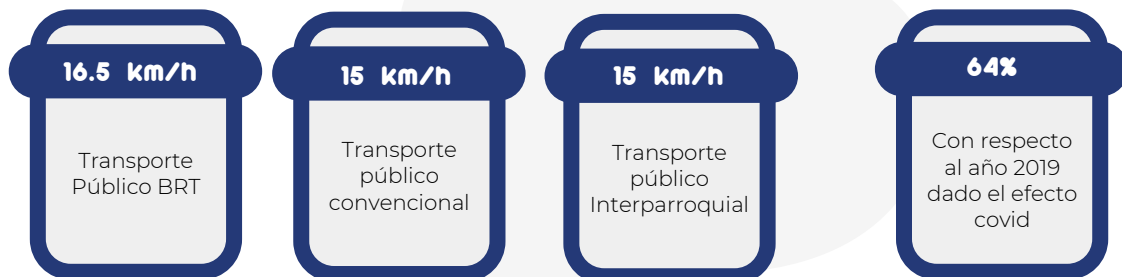 16.5 km/h
Transporte
Público BRT
15 km/h
Transporte
público
convencional
15 km/h
Transporte
público
Interparroquial
64%
Con respecto
al año 2019
dado el efecto
covid